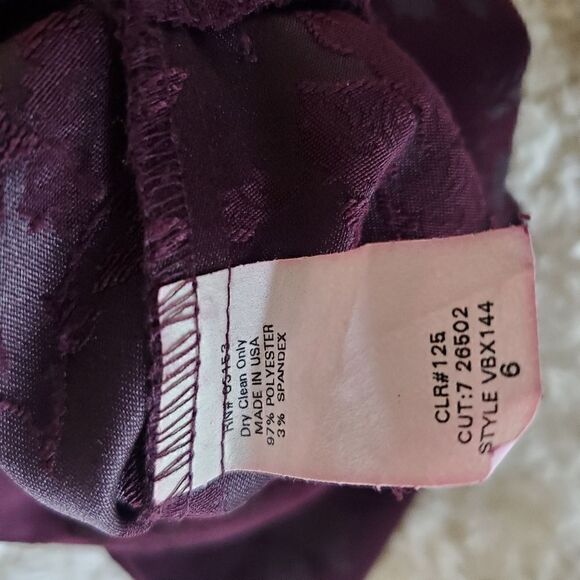 RN#
Dry Clean Only
MADE IN USA
97% POLYESTER
3% SPANDEX
CLR#125
CUT:7 26502
STYLE VBX144
6